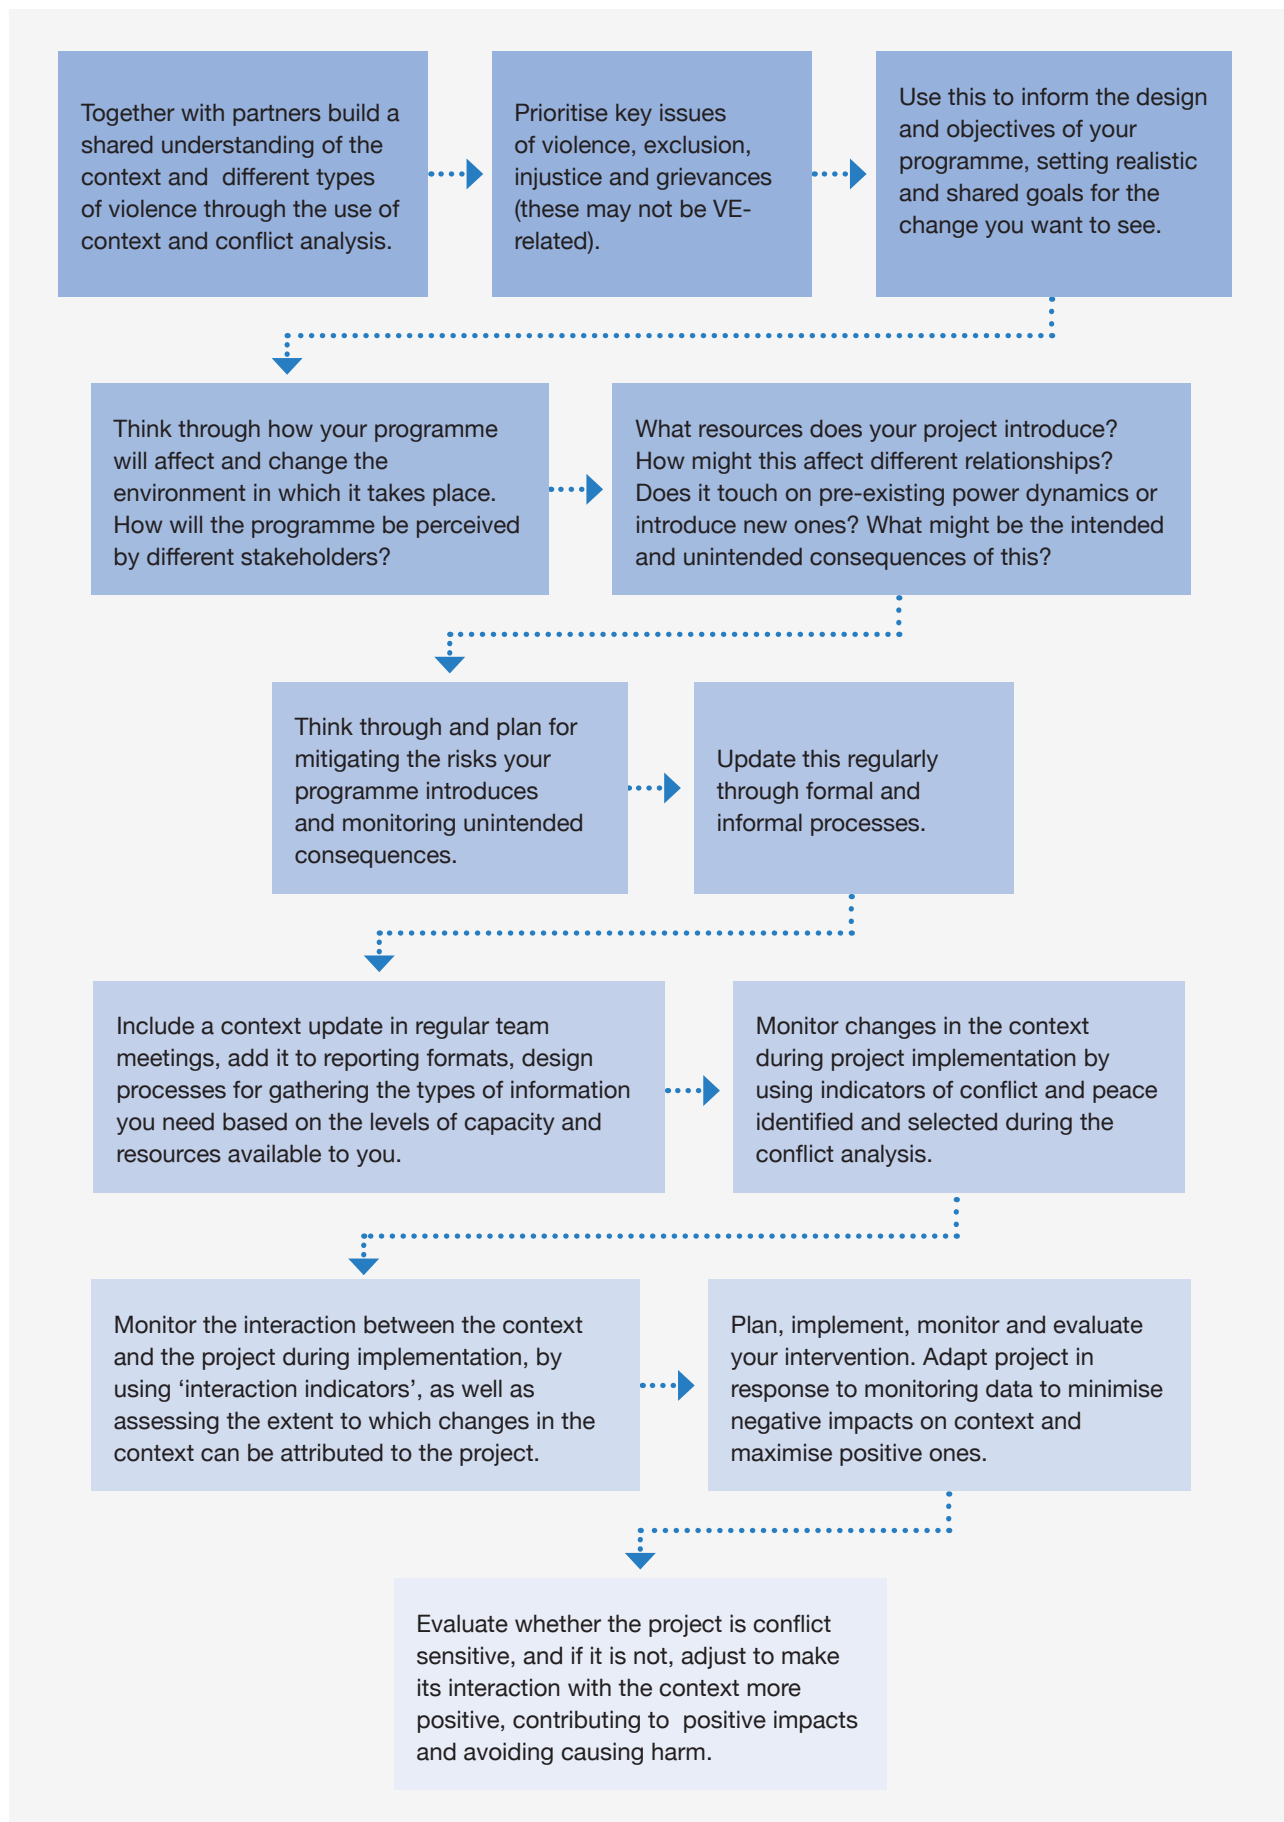 Together with partners build a
shared understanding of the
context and different types
of violence through the use of
context and conflict analysis.
Prioritise key issues
of violence, exclusion,
injustice and grievances
(these may not be VE-
related).
Use this to inform the design
and objectives of your
programme, setting realistic
and shared goals for the
change you want to see.
Think through how your programme
will affect and change the
environment in which it takes place.
How will the programme be perceived
by different stakeholders?
What resources does your project introduce?
How might this affect different relationships?
Does it touch on pre-existing power dynamics or
introduce new ones? What might be the intended
and unintended consequences of this?
Think through and plan for
mitigating the risks your
programme introduces
and monitoring unintended
consequences.
Update this regularly
through formal and
informal processes.
Include a context update in regular team
meetings, add it to reporting formats, design
processes for gathering the types of information
you need based on the levels of capacity and
resources available to you.
Monitor changes in the context
during project implementation by
using indicators of conflict and peace
identified and selected during the
conflict analysis.
Monitor the interaction between the context
and the project during implementation, by
using ‘interaction indicators’, as well as
assessing the extent to which changes in the
context can be attributed to the project.
Plan, implement, monitor and evaluate
your intervention. Adapt project in
response to monitoring data to minimise
negative impacts on context and
maximise positive ones.
Evaluate whether the project is conflict
sensitive, and if it is not, adjust to make
its interaction with the context more
positive, contributing to positive impacts
and avoiding causing harm.